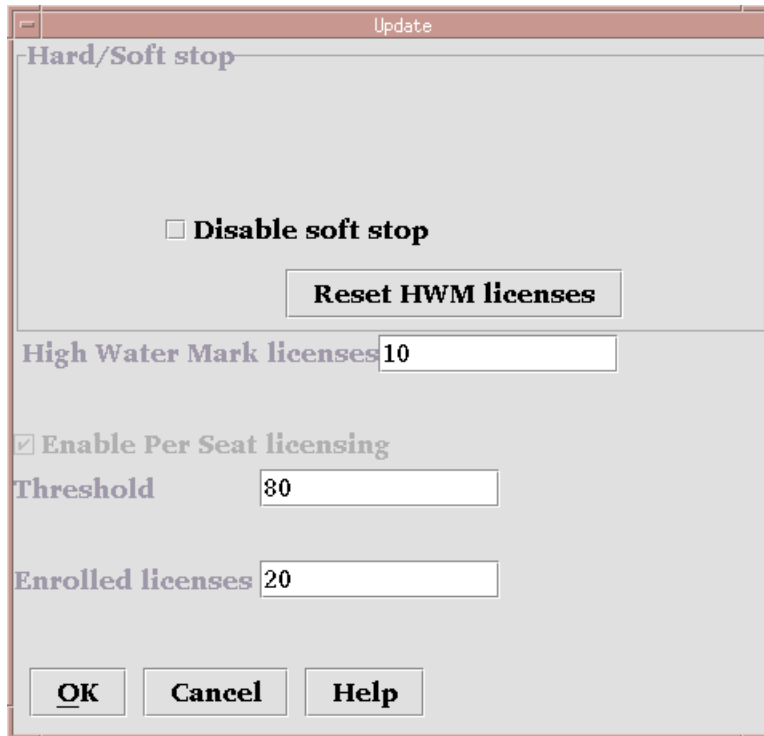 Update
Hard/Soft stop
Disable soft stop
Reset HWM licenses
High Water Mark licenses 10
Enable Per Seat licensing
Threshold 80
Enrolled licenses 20
OK Cancel Help